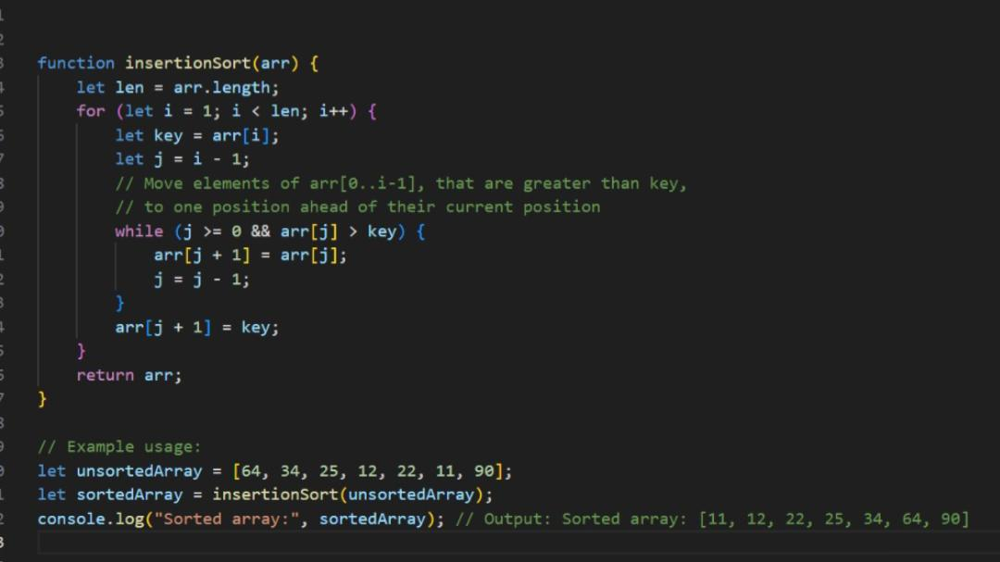 function insertionSort(arr) {
let len = arr.length;
for (let i = 1; i < len; i++) {
let key = arr[i];
let j = i - 1;
// Move elements of arr[0..i-1], that are greater than key,
// to one position ahead of their current position
while (j >= 0 && arr[j] > key) {
arr[j + 1] = arr[j];
j = j - 1;
}
arr[j + 1] = key;
}
return arr;
}
// Example usage:
let unsortedArray = [64, 34, 25, 12, 22, 11, 90];
let sortedArray = insertionSort(unsortedArray);
console.log("Sorted array:", sortedArray); // Output: Sorted array: [11, 12, 22, 25, 34, 64, 90]